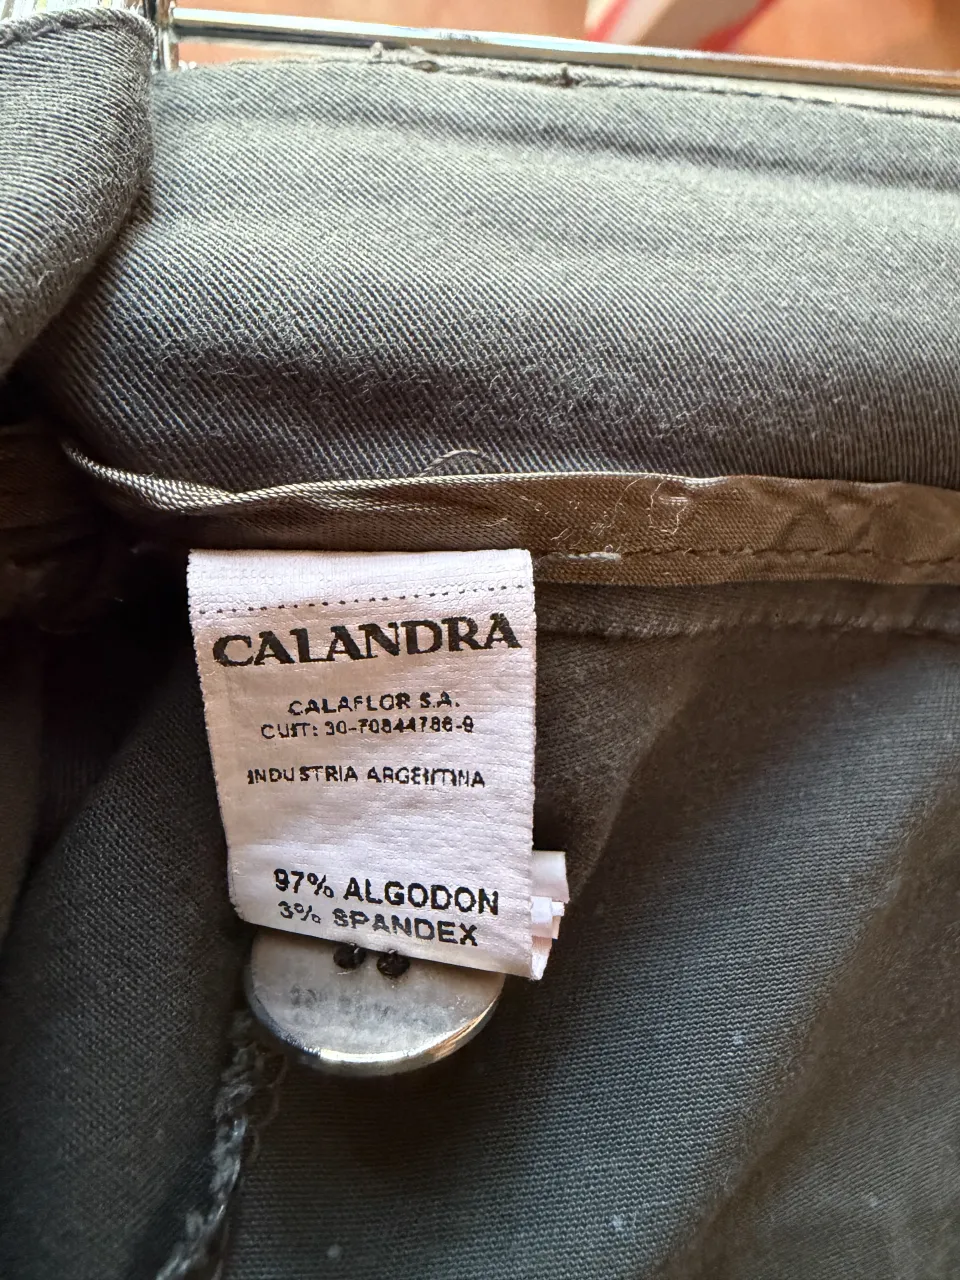 CALANDRA
CALAFLOR S.A.
CUIT: 30-70844786-9
INDUSTRIA ARGENTINA
97% ALGODON
3% SPANDEX